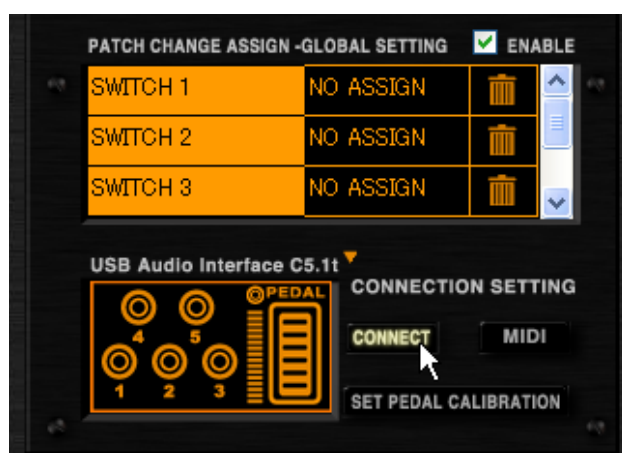 PATCH CHANGE ASSIGN -GLOBAL SETTING ENABLE
SWITCH 1 NO ASSIGN
SWITCH 2 NO ASSIGN
SWITCH 3 NO ASSIGN
USB Audio Interface C5.1t
PEDAL
4 5
1 2 3
CONNECTION SETTING
CONNECT MIDI
SET PEDAL CALIBRATION